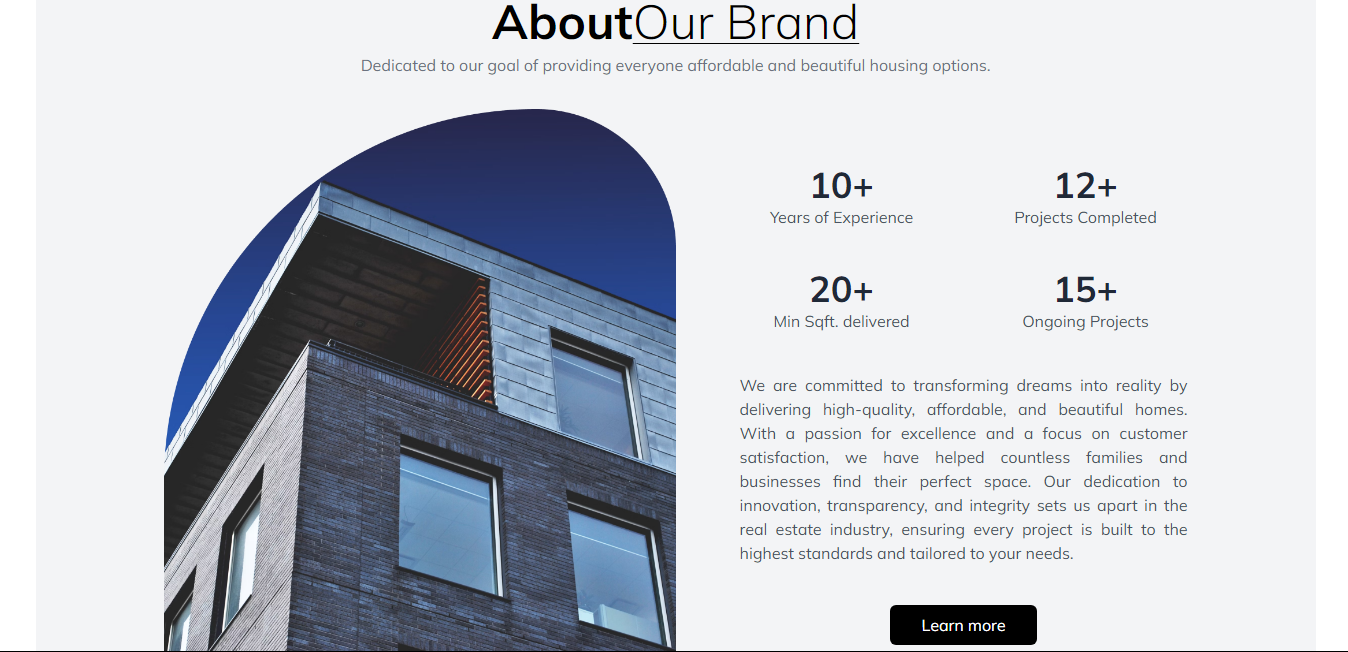 AboutOur Brand
Dedicated to our goal of providing everyone affordable and beautiful housing options.
10+
Years of Experience
12+
Projects Completed
20+
Min Sqft. delivered
15+
Ongoing Projects
We are committed to transforming dreams into reality by
delivering high-quality, affordable, and beautiful homes.
With a passion for excellence and a focus on customer
satisfaction, we have helped countless families and
businesses find their perfect space. Our dedication to
innovation, transparency, and integrity sets us apart in the
real estate industry, ensuring every project is built to the
highest standards and tailored to your needs.
Learn more